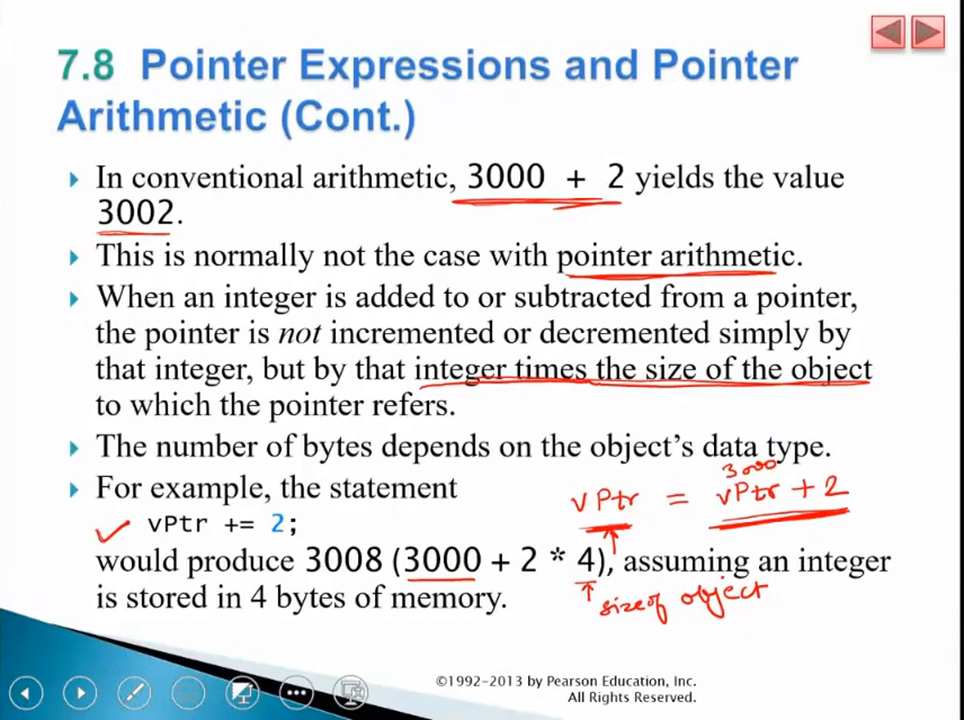 7.8 Pointer Expressions and Pointer
Arithmetic (Cont.)
In conventional arithmetic, 3000 + 2 yields the value
3002.
This is normally not the case with pointer arithmetic.
When an integer is added to or subtracted from a pointer,
the pointer is not incremented or decremented simply by
that integer, but by that integer times the size of the object
to which the pointer refers.
The number of bytes depends on the object's data type.
For example, the statement
3000
vPtr = vPtr + 2
vPtr += 2;
would produce 3008 (3000 + 2 * 4), assuming an integer
is stored in 4 bytes of memory.
size of object
©1992-2013 by Pearson Education, Inc.
All Rights Reserved.